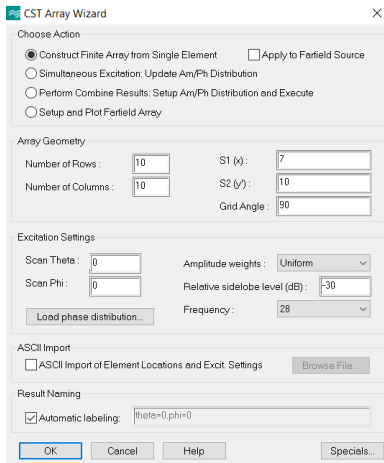 CST Array Wizard
Choose Action
Construct Finite Array from Single Element Apply to Farfield Source
Simultaneous Excitation: Update Am/Ph Distribution
Perform Combine Results: Setup Am/Ph Distribution and Execute
Setup and Plot Farfield Array
Array Geometry
Number of Rows : 10 S1 (x) : 7
Number of Columns : 10 S2 (y') : 10
Grid Angle : 90
Excitation Settings
Scan Theta : 0 Amplitude weights : Uniform
Scan Phi : 0 Relative sidelobe level (dB) : -30
Load phase distribution... Frequency : 28
ASCII Import
ASCII Import of Element Locations and Excit. Settings Browse File...
Result Naming
Automatic labeling: theta=0,phi=0
OK Cancel Help Specials...